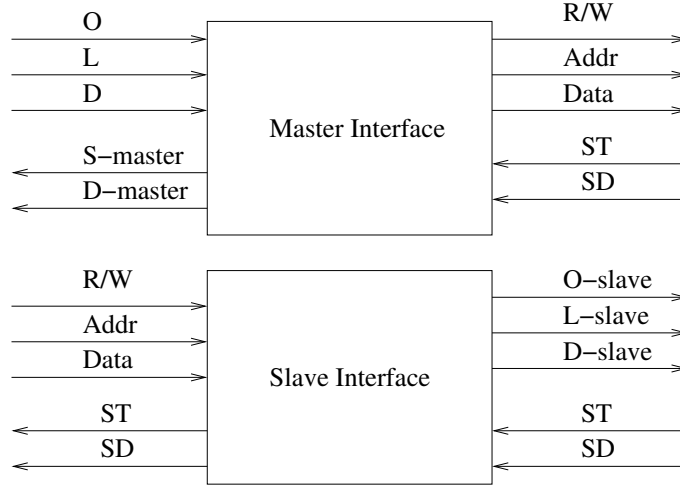 O
L
D
S−master
D−master
Master Interface
R/W
Addr
Data
ST
SD
R/W
Addr
Data
ST
SD
Slave Interface
O−slave
L−slave
D−slave
ST
SD